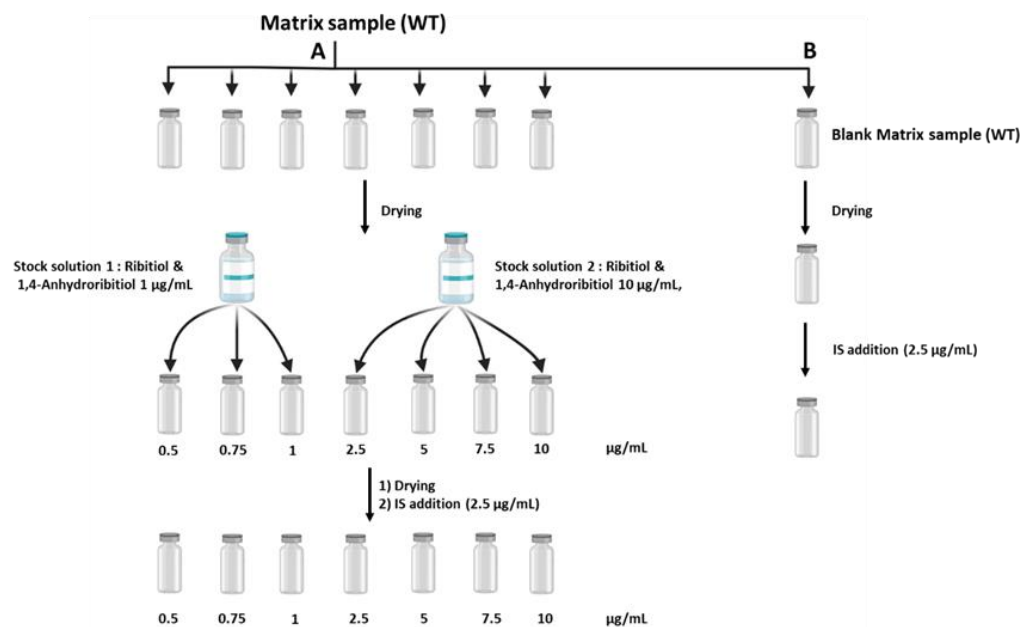 Matrix sample (WT)
A
B
Blank Matrix sample (WT)
Drying
Drying
Stock solution 1 : Ribitiol &
1,4-Anhydroribitiol 1 µg/mL
Stock solution 2 : Ribitiol &
1,4-Anhydroribitiol 10 µg/mL,
IS addition (2.5 µg/mL)
0.5 0.75 1 2.5 5 7.5 10 µg/mL
1) Drying
2) IS addition (2.5 µg/mL)
0.5 0.75 1 2.5 5 7.5 10 µg/mL